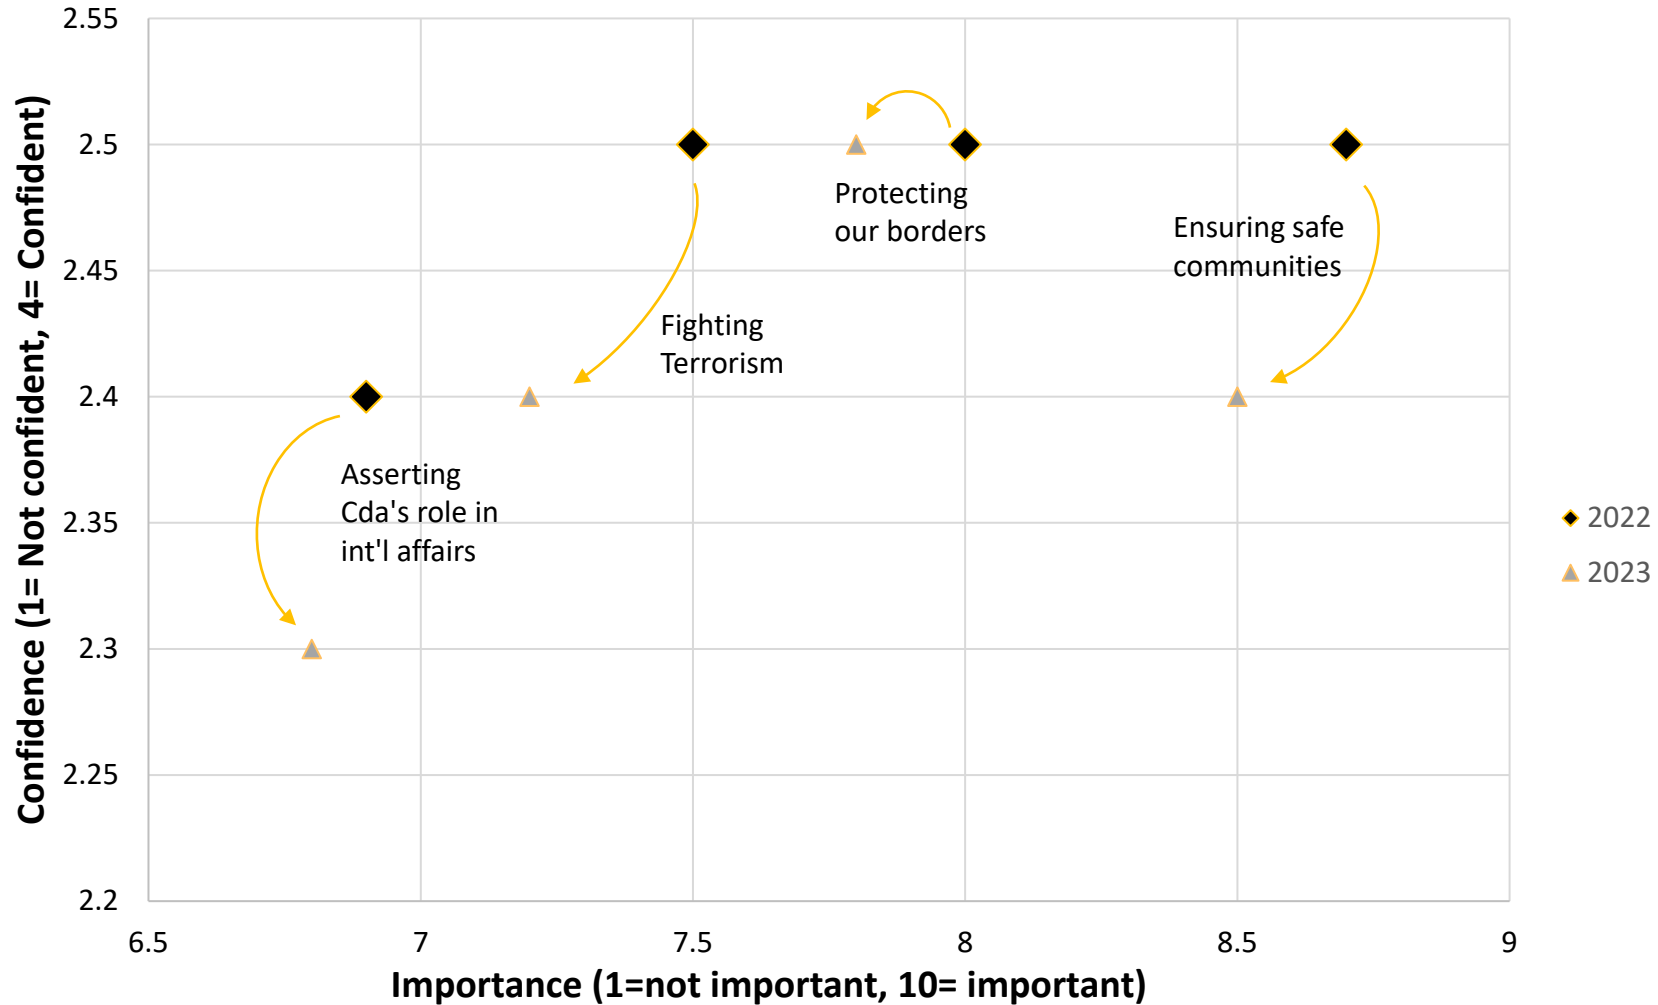 Confidence (1= Not confident, 4= Confident)
2.55
2.5
2.45
2.4
2.35
2.3
2.25
2.2
Protecting
our borders
Ensuring safe
communities
Fighting
Terrorism
Asserting
Cda's role in
int'l affairs
2022
2023
6.5 7 7.5 8 8.5 9
Importance (1=not important, 10= important)